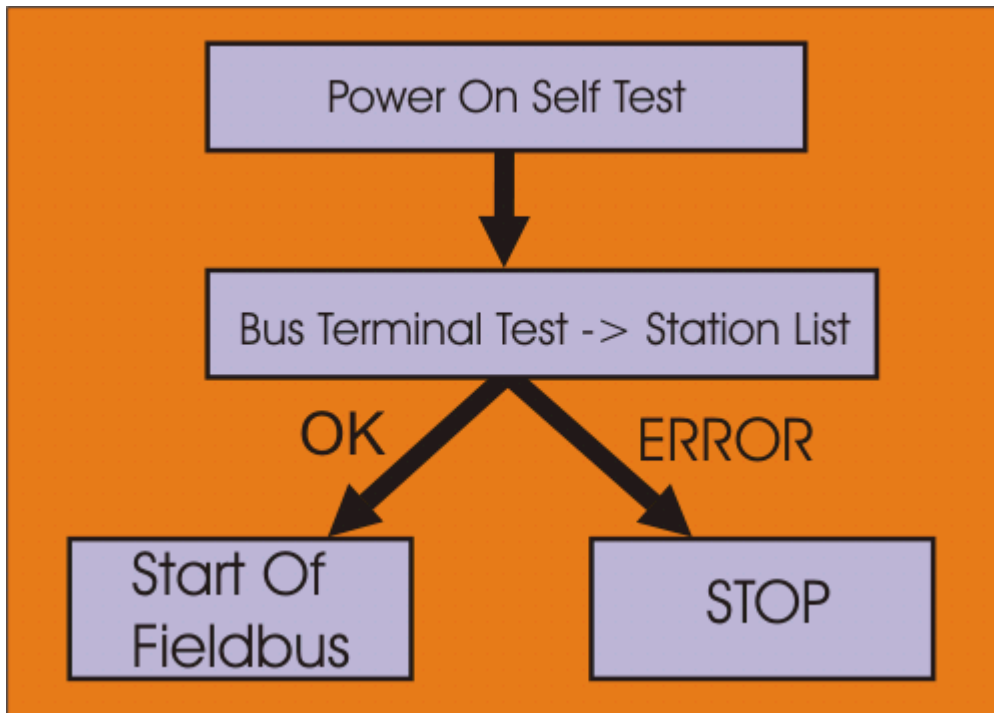 Power On Self Test
Bus Terminal Test -> Station List
OK
ERROR
Start Of
Fieldbus
STOP